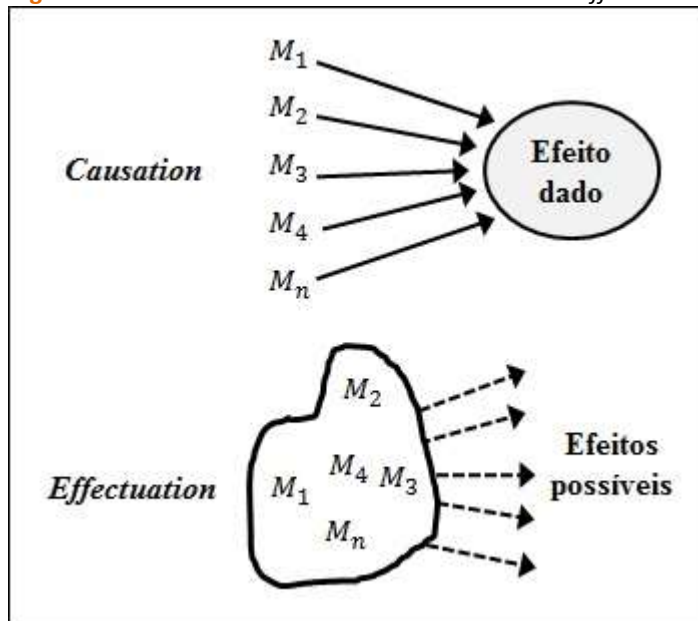 M₁
M₂
Causation
M₃
Efeito
dado
M₄
Mₙ
M₂
Efeitos
possíveis
Effectuation
M₁
M₄
M₃
Mₙ